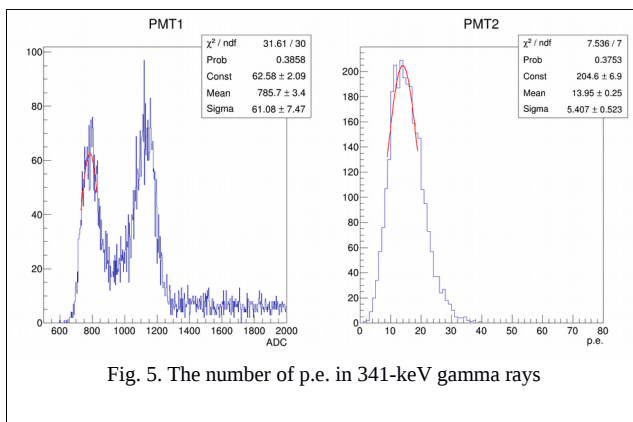 PMT1
χ² / ndf 31.61 / 30
Prob 0.3858
Const 62.58 ± 2.09
Mean 785.7 ± 3.4
Sigma 61.08 ± 7.47
100
80
60
40
20
0
600 800 1000 1200 1400 1600 1800 2000
ADC
PMT2
χ² / ndf 7.536 / 7
Prob 0.3753
Const 204.6 ± 6.9
Mean 13.95 ± 0.25
Sigma 5.407 ± 0.523
200
180
160
140
120
100
80
60
40
20
0
0 10 20 30 40 50 60 70 80
p.e.
Fig. 5. The number of p.e. in 341-keV gamma rays